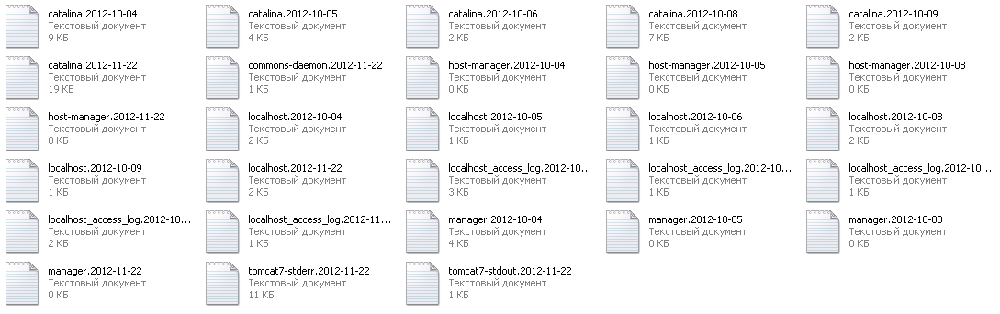 catalina.2012-10-04
Текстовый документ
9 КБ
catalina.2012-10-05
Текстовый документ
4 КБ
catalina.2012-10-06
Текстовый документ
2 КБ
catalina.2012-10-08
Текстовый документ
7 КБ
catalina.2012-10-09
Текстовый документ
2 КБ
catalina.2012-11-22
Текстовый документ
19 КБ
commons-daemon.2012-11-22
Текстовый документ
1 КБ
host-manager.2012-10-04
Текстовый документ
0 КБ
host-manager.2012-10-05
Текстовый документ
0 КБ
host-manager.2012-10-08
Текстовый документ
0 КБ
host-manager.2012-11-22
Текстовый документ
0 КБ
localhost.2012-10-04
Текстовый документ
2 КБ
localhost.2012-10-05
Текстовый документ
1 КБ
localhost.2012-10-06
Текстовый документ
1 КБ
localhost.2012-10-08
Текстовый документ
2 КБ
localhost.2012-10-09
Текстовый документ
1 КБ
localhost.2012-11-22
Текстовый документ
2 КБ
localhost_access_log.2012-10...
Текстовый документ
3 КБ
localhost_access_log.2012-10...
Текстовый документ
1 КБ
localhost_access_log.2012-10...
Текстовый документ
1 КБ
localhost_access_log.2012-10...
Текстовый документ
2 КБ
localhost_access_log.2012-11...
Текстовый документ
1 КБ
manager.2012-10-04
Текстовый документ
4 КБ
manager.2012-10-05
Текстовый документ
0 КБ
manager.2012-10-08
Текстовый документ
0 КБ
manager.2012-11-22
Текстовый документ
0 КБ
tomcat7-stderr.2012-11-22
Текстовый документ
11 КБ
tomcat7-stdout.2012-11-22
Текстовый документ
1 КБ